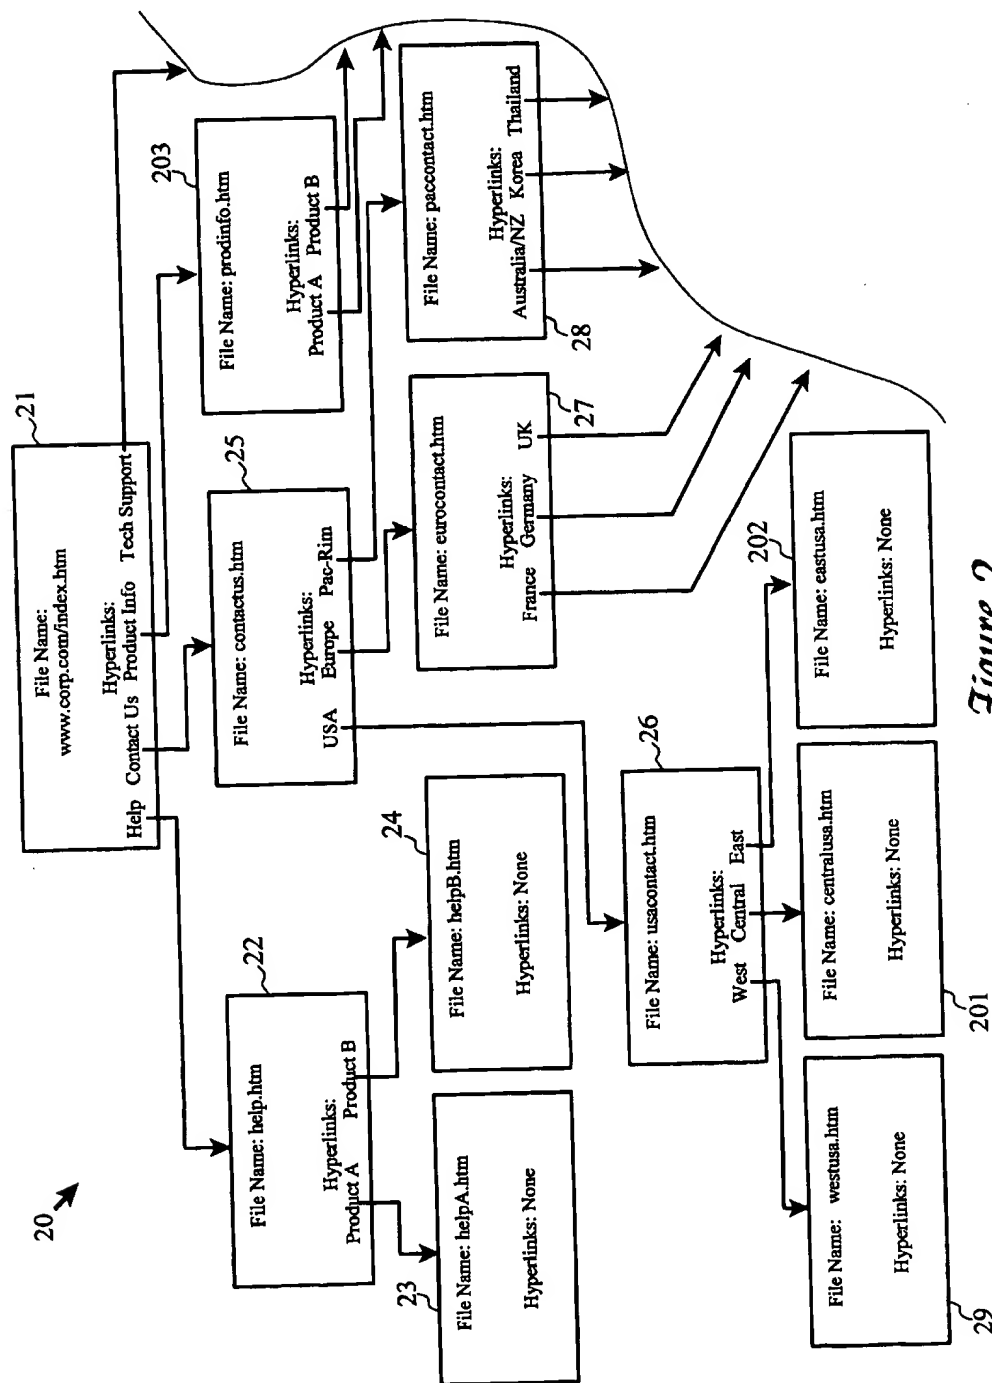 20
21
File Name:
www.corp.com/index.htm
Hyperlinks:
Help Contact Us Product Info Tech Support
22
File Name: help.htm
Hyperlinks:
Product A Product B
25
File Name: contactus.htm
Hyperlinks:
USA Europe Pac-Rim
203
File Name: prodinfo.htm
Hyperlinks:
Product A Product B
23
File Name: helpA.htm
Hyperlinks: None
24
File Name: helpB.htm
Hyperlinks: None
27
File Name: eurocontact.htm
Hyperlinks:
France Germany UK
28
File Name: paccontact.htm
Hyperlinks:
Australia/NZ Korea Thailand
26
File Name: usacontact.htm
Hyperlinks:
West Central East
29
File Name: westusa.htm
Hyperlinks: None
201
File Name: centralusa.htm
Hyperlinks: None
202
File Name: eastusa.htm
Hyperlinks: None
Figure 2